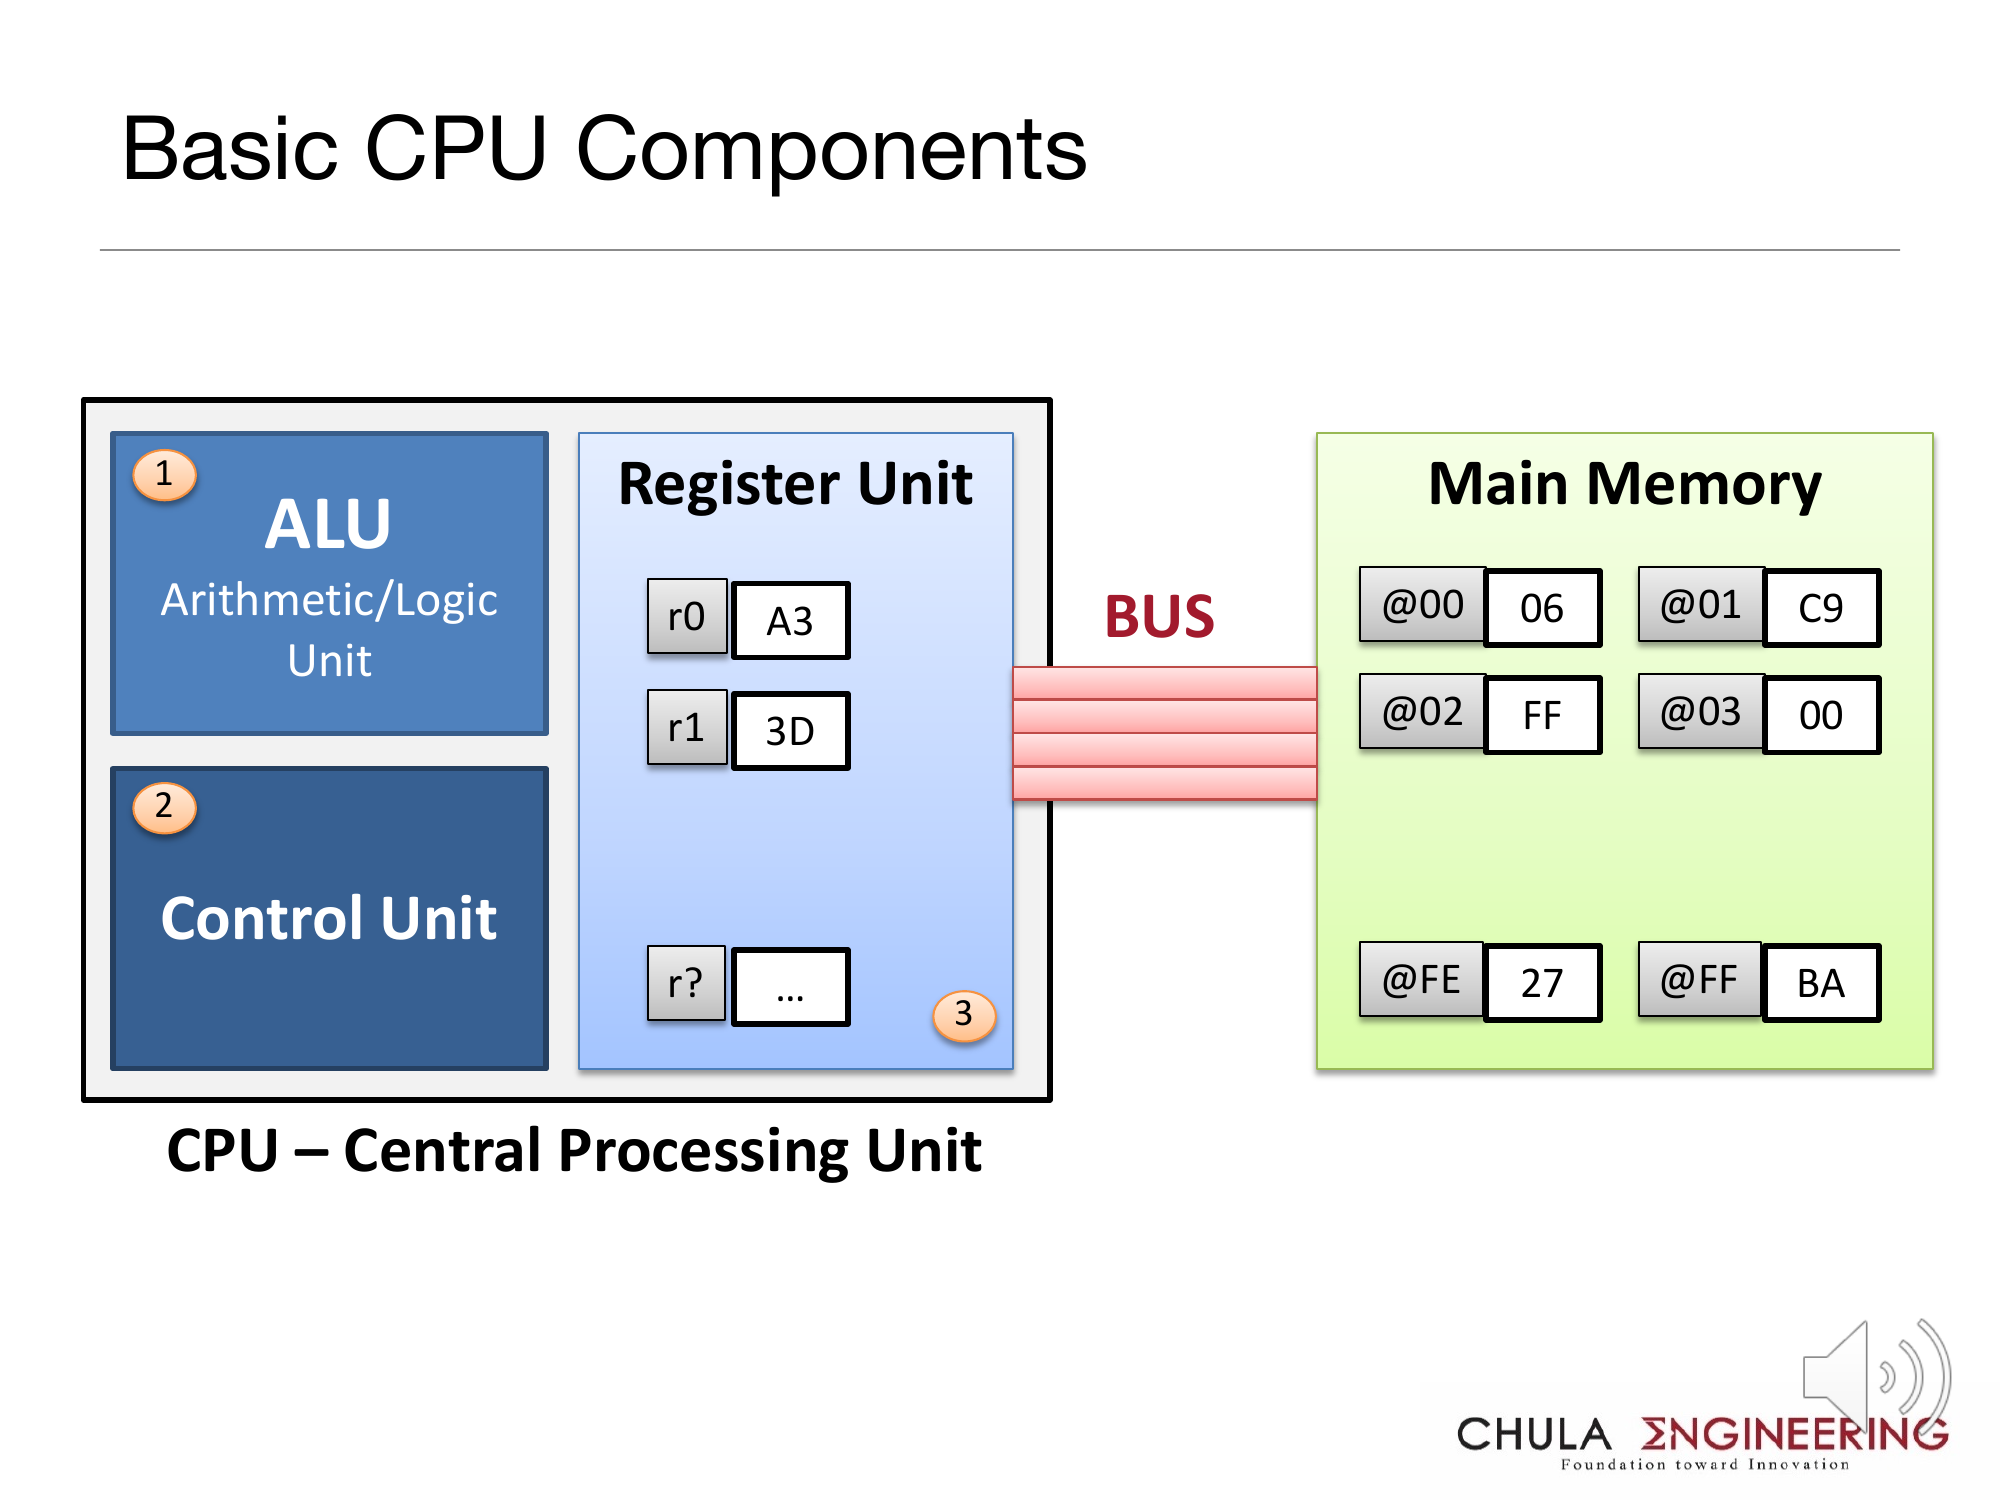 Basic CPU Components
1
ALU
Arithmetic/Logic
Unit
2
Control Unit
Register Unit
r0 A3
r1 3D
r? ...
3
CPU – Central Processing Unit
BUS
Main Memory
@00 06 @01 C9
@02 FF @03 00
@FE 27 @FF BA
CHULA ΣNGINEERING
Foundation toward Innovation